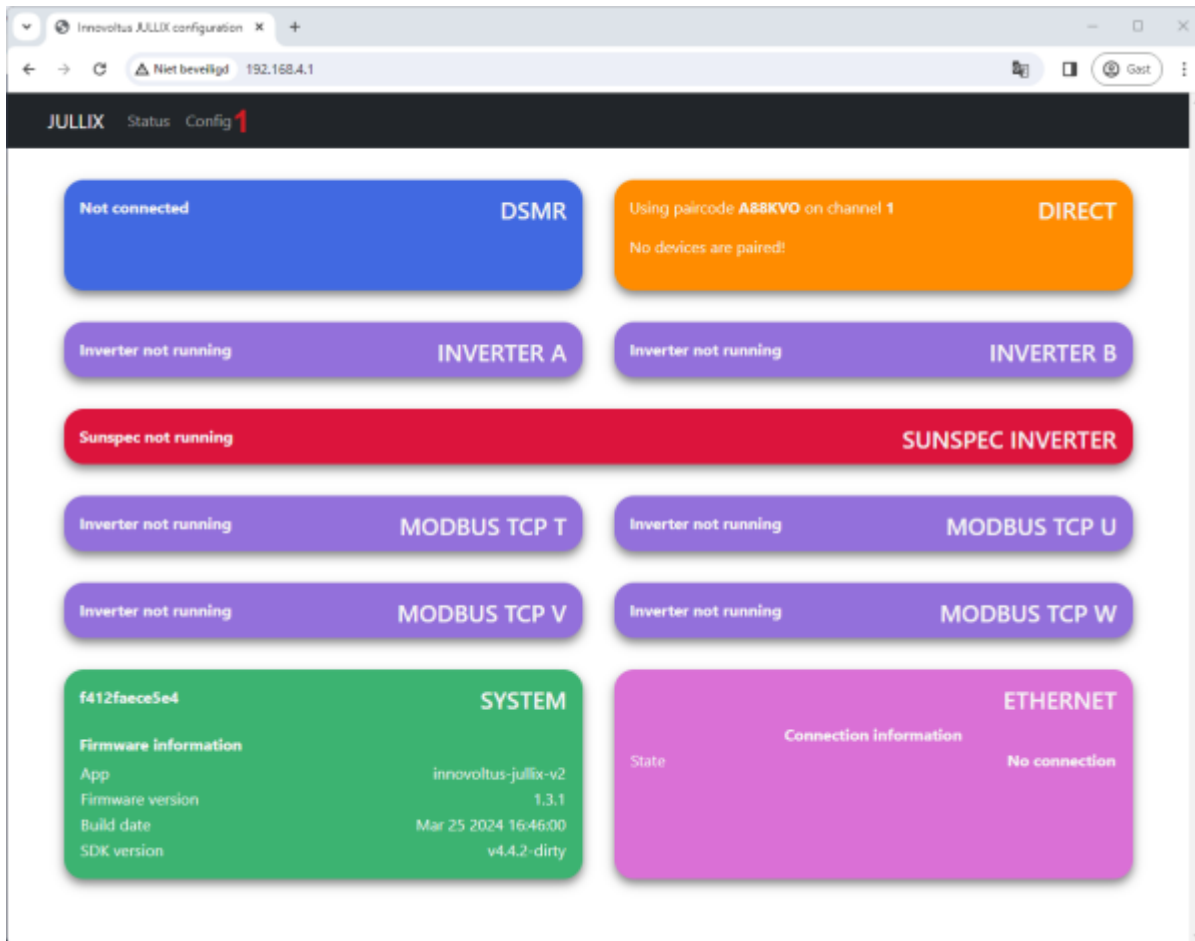 Innovoltus JULLIX configuration
Niet beveiligd 192.168.4.1 Gast
JULLIX Status Config 1
Not connected DSMR
Using paircode A88KVO on channel 1 DIRECT
No devices are paired!
Inverter not running INVERTER A
Inverter not running INVERTER B
Sunspec not running SUNSPEC INVERTER
Inverter not running MODBUS TCP T
Inverter not running MODBUS TCP U
Inverter not running MODBUS TCP V
Inverter not running MODBUS TCP W
f412faece5e4 SYSTEM
Firmware information
App innovoltus-jullix-v2
Firmware version 1.3.1
Build date Mar 25 2024 16:46:00
SDK version v4.4.2-dirty
ETHERNET
Connection information
State No connection